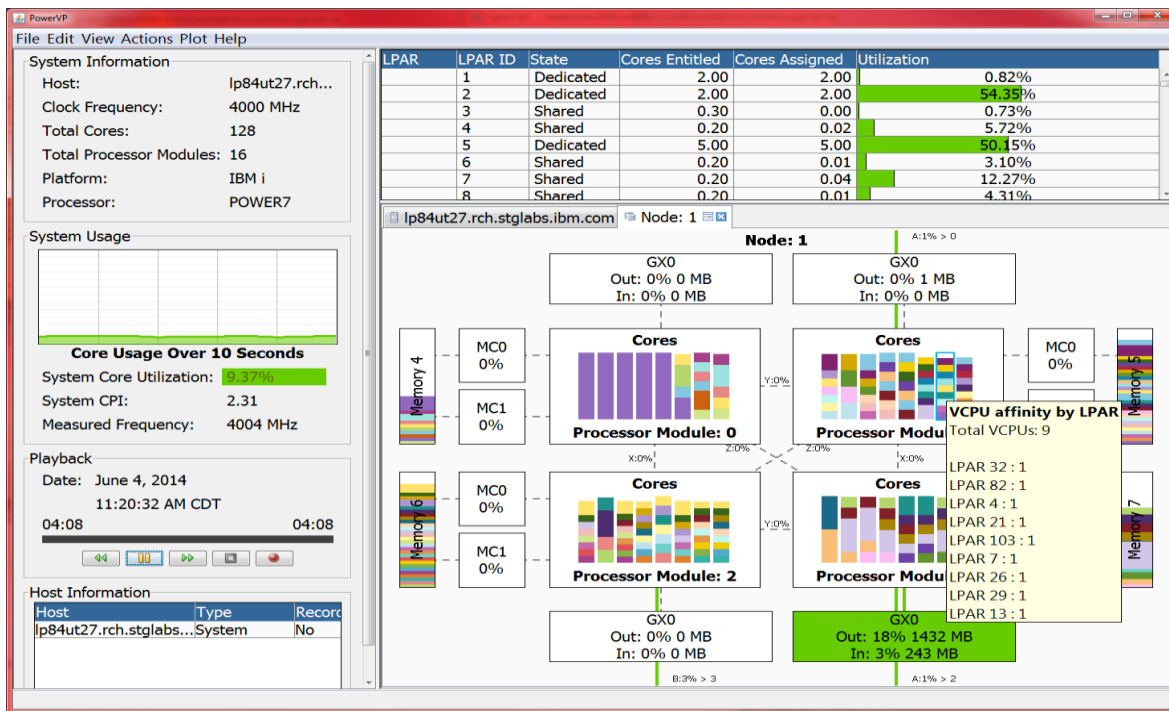 PowerVP
File Edit View Actions Plot Help
System Information
Host: lp84ut27.rch...
Clock Frequency: 4000 MHz
Total Cores: 128
Total Processor Modules: 16
Platform: IBM i
Processor: POWER7
System Usage
Core Usage Over 10 Seconds
System Core Utilization: 9.37%
System CPI: 2.31
Measured Frequency: 4004 MHz
Playback
Date: June 4, 2014
11:20:32 AM CDT
04:08 04:08
Host Information
Host Type Record
lp84ut27.rch.stglabs... System No
LPAR LPAR ID State Cores Entitled Cores Assigned Utilization
1 Dedicated 2.00 2.00 0.82%
2 Dedicated 2.00 2.00 54.35%
3 Shared 0.30 0.00 0.73%
4 Shared 0.20 0.02 5.72%
5 Dedicated 5.00 5.00 50.15%
6 Shared 0.20 0.01 3.10%
7 Shared 0.20 0.04 12.27%
8 Shared 0.20 0.01 4.31%
lp84ut27.rch.stglabs.ibm.com Node: 1
Node: 1
A:1% > 0
GX0
Out: 0% 0 MB
In: 0% 0 MB
GX0
Out: 0% 1 MB
In: 0% 0 MB
Memory 4
MC0
0%
MC1
0%
Cores
Processor Module: 0
Y:0%
Cores
Processor Modu
MC0
0%
Memory 5
X:0%
Z:0%
Z:0%
X:0%
Memory 6
MC0
0%
MC1
0%
Cores
Processor Module: 2
Y:0%
Cores
Processor Modu
Memory 7
VCPU affinity by LPAR
Total VCPUs: 9
LPAR 32 : 1
LPAR 82 : 1
LPAR 4 : 1
LPAR 21 : 1
LPAR 103 : 1
LPAR 7 : 1
LPAR 26 : 1
LPAR 29 : 1
LPAR 13 : 1
GX0
Out: 0% 0 MB
In: 0% 0 MB
GX0
Out: 18% 1432 MB
In: 3% 243 MB
B:3% > 3
A:1% > 2